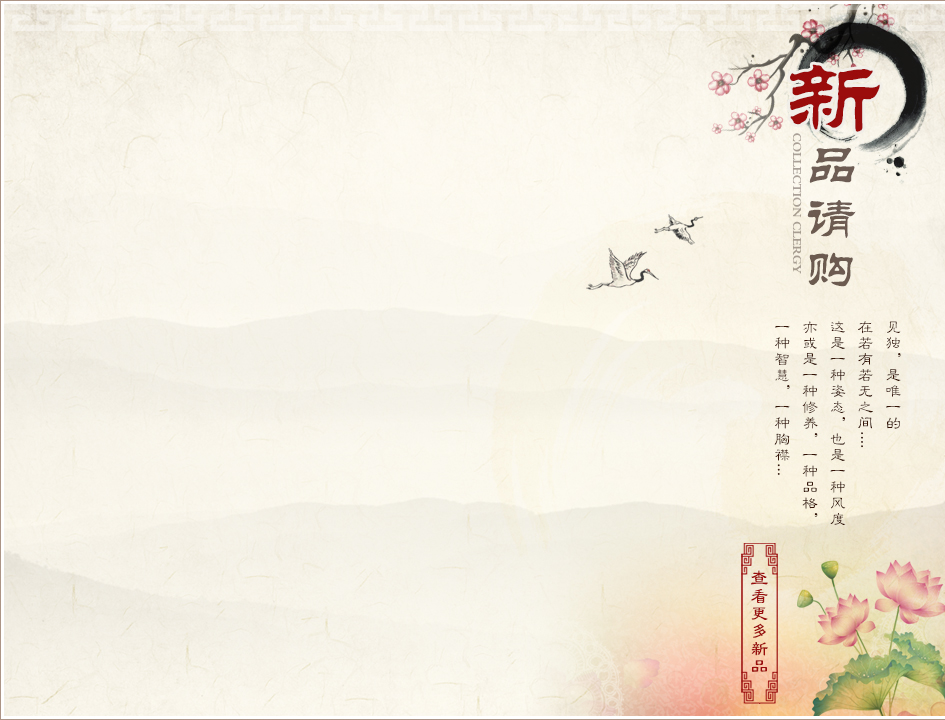 新品请购
COLLECTION CLERGY
见独，是唯一的
在若有若无之间....
这是一种姿态，也是一种风度
亦或是一种修养，一种品格，
一种智慧，一种胸襟...
查看更多新品